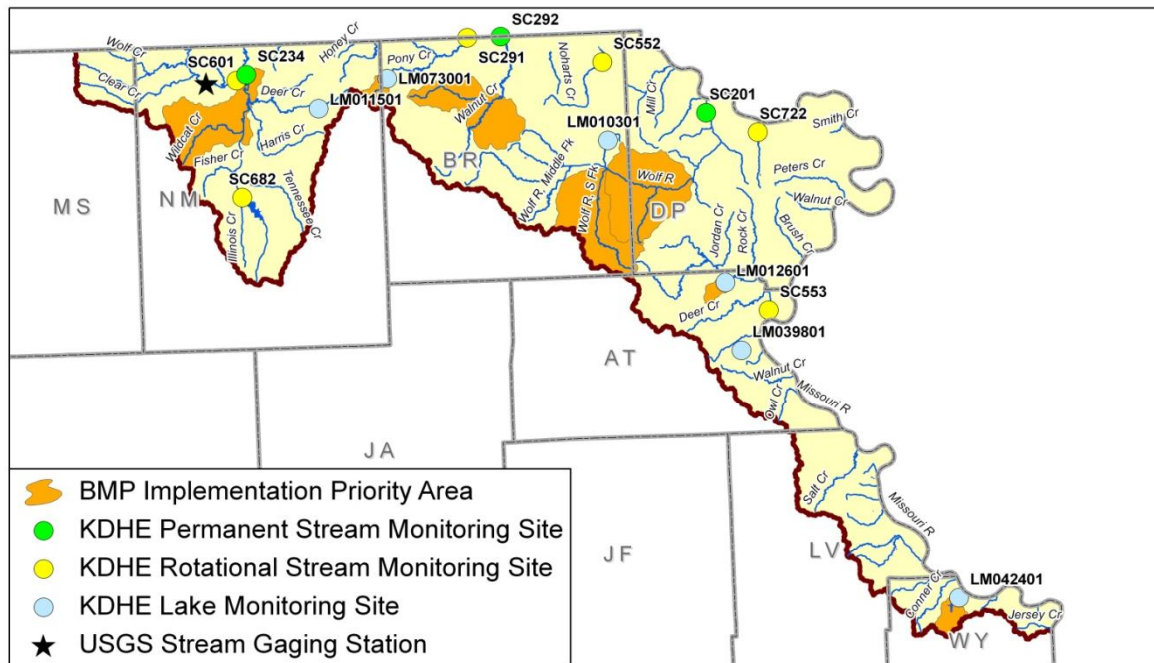 SC292
Wolf Cr
Honey Cr
SC234
SC601
Pony Cr
SC291
SC552
Noharts Cr
Clear Cr
Deer Cr
LM073001
LM011501
Walnut Cr
Mill Cr
SC201
SC722
Smith Cr
Wildcat Cr
Harris Cr
Fisher Cr
LM010301
BR
Wolf R. Middle Fk
Wolf R. S Fk
Wolf R
Peters Cr
Walnut Cr
MS
NM
SC682
Tennessee Cr
Illinois Cr
DP
Jordan Cr
Rock Cr
Brush Cr
LM012601
SC553
Deer Cr
LM039801
AT
Walnut Cr
Owl Cr
Missouri R
JA
Salt Cr
Missouri R
JF
LV
Conner Cr
LM042401
Jersey Cr
WY
BMP Implementation Priority Area
KDHE Permanent Stream Monitoring Site
KDHE Rotational Stream Monitoring Site
KDHE Lake Monitoring Site
USGS Stream Gaging Station